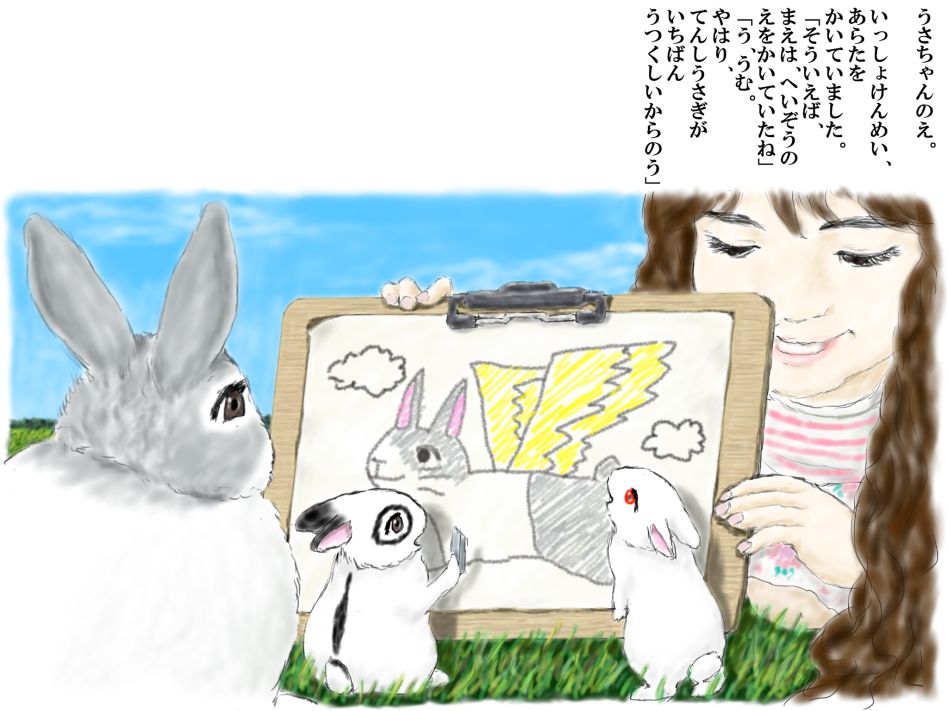 うさちゃんのえ。
いっしょけんめい、
あらたを
かいていました。
「そういえば、
まえは、へいぞうの
えをかいていたね」
「う、うむ。
やはり、
てんしうさぎが
いちばん
うつくしいからのう」